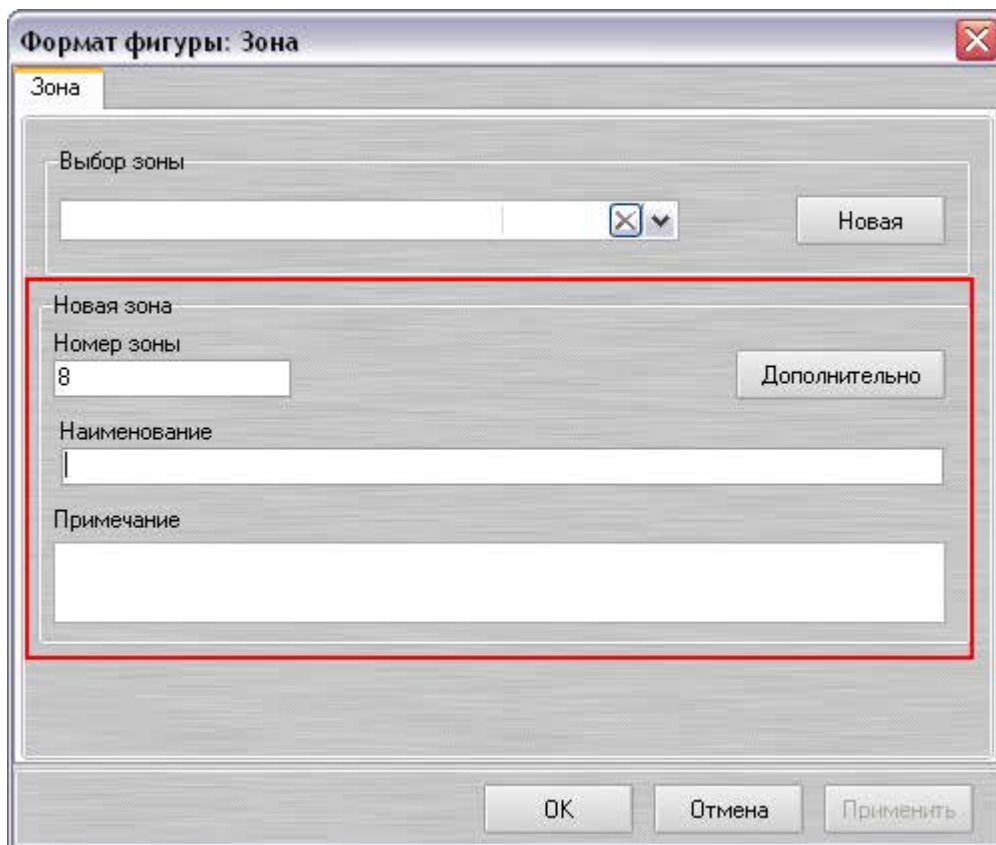 Формат фигуры: Зона
Зона
Выбор зоны
Новая
Новая зона
Номер зоны
8
Дополнительно
Наименование
Примечание
OK
Отмена
Применить